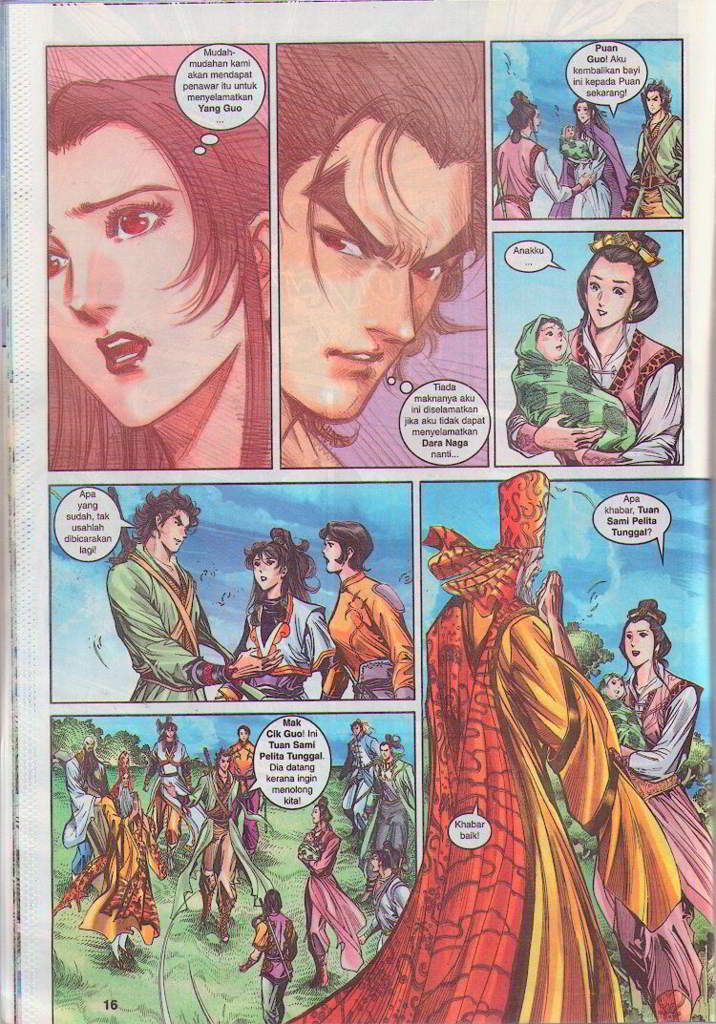 Mudah-
mudahan kami
akan mendapat
penawar itu untuk
menyelamatkan
Yang Guo
...
Tiada
maknanya aku
ini diselamatkan
jika aku tidak dapat
menyelamatkan
Dara Naga
nanti...
Puan
Guo! Aku
kembalikan bayi
ini kepada Puan
sekarang!
Anakku
...
Apa
yang
sudah, tak
usahlah
dibicarakan
lagi!
Mak
Cik Guo! Ini
Tuan Sami
Pelita Tunggal.
Dia datang
kerana ingin
menolong
kita!
Apa
khabar, Tuan
Sami Pelita
Tunggal?
Khabar
baik!
16